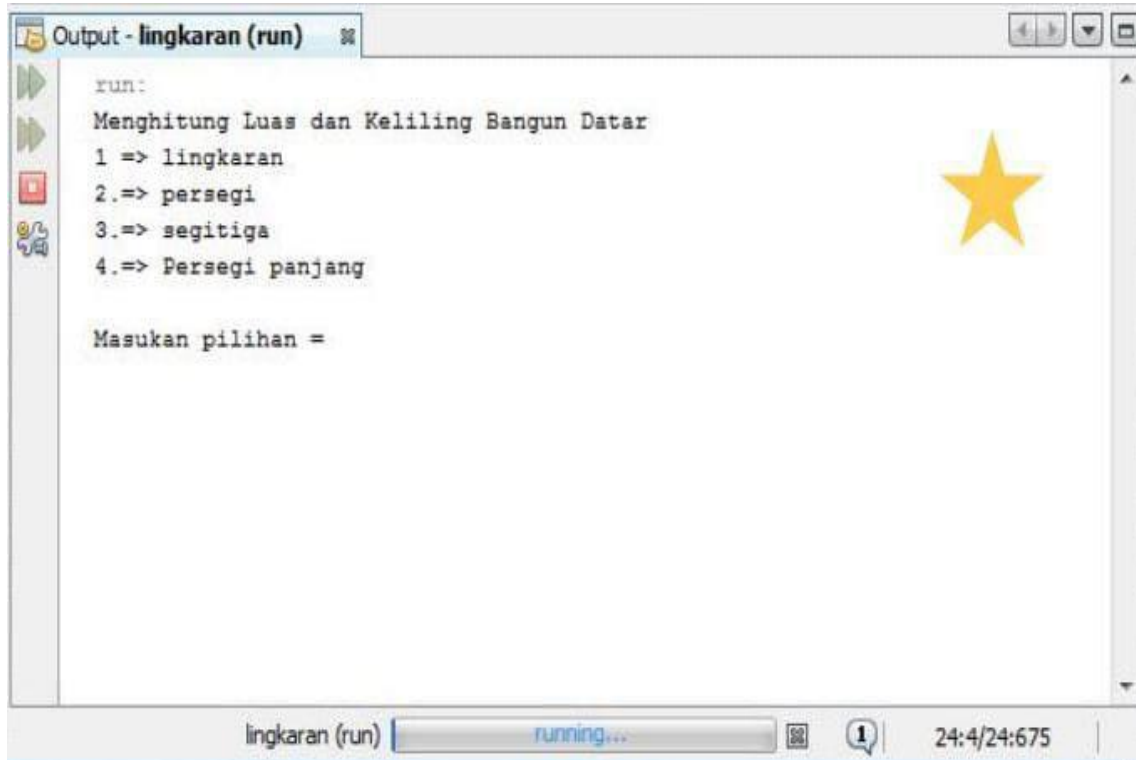 Output - lingkaran (run)
run:
Menghitung Luas dan Keliling Bangun Datar
1 => lingkaran
2.=> persegi
3.=> segitiga
4.=> Persegi panjang
Masukan pilihan =
lingkaran (run) running... 1 24:4/24:675